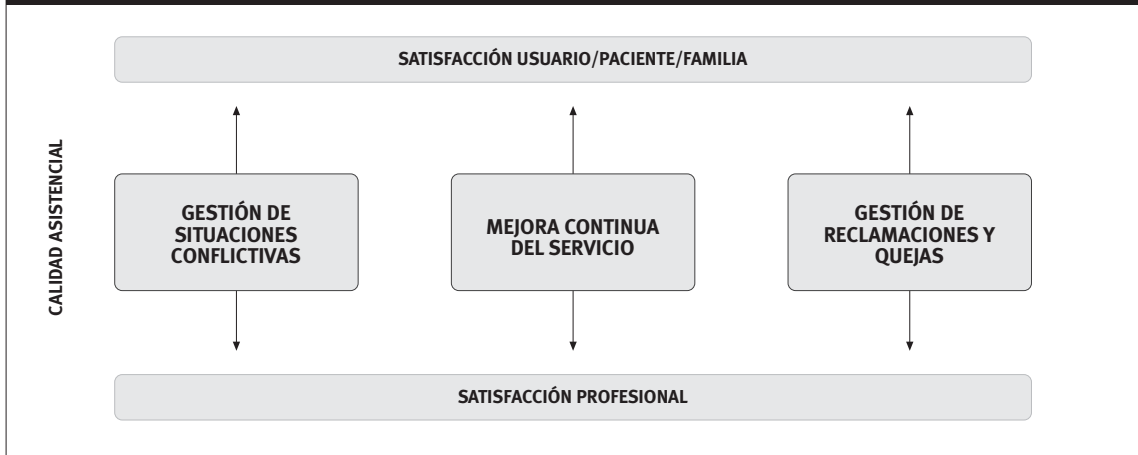 SATISFACCIÓN USUARIO/PACIENTE/FAMILIA
CALIDAD ASISTENCIAL
GESTIÓN DE
SITUACIONES
CONFLICTIVAS
MEJORA CONTINUA
DEL SERVICIO
GESTIÓN DE
RECLAMACIONES Y
QUEJAS
SATISFACCIÓN PROFESIONAL